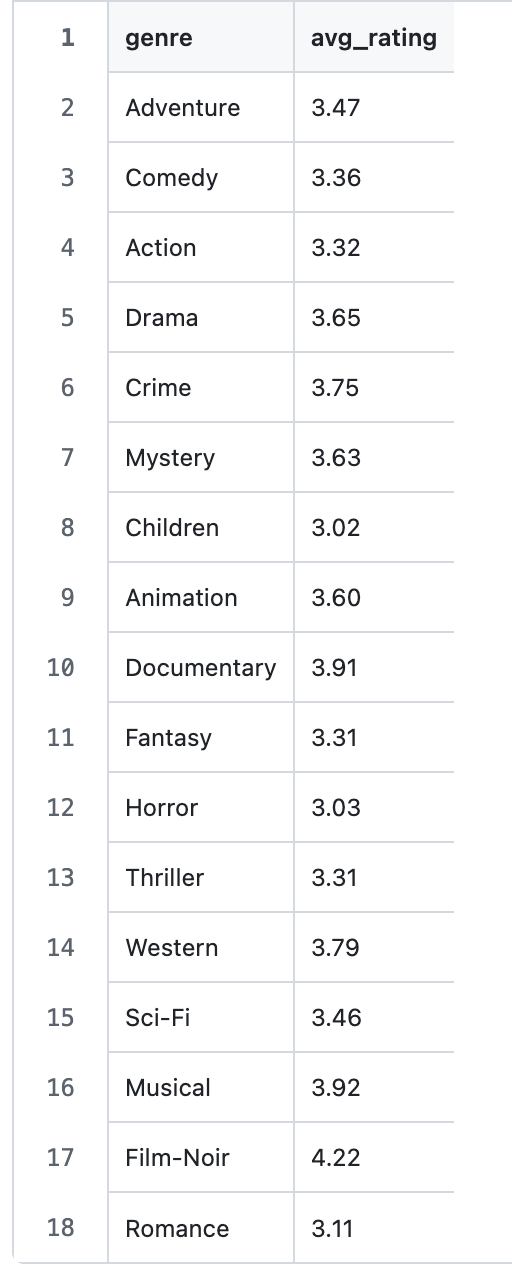 1 genre avg_rating
2 Adventure 3.47
3 Comedy 3.36
4 Action 3.32
5 Drama 3.65
6 Crime 3.75
7 Mystery 3.63
8 Children 3.02
9 Animation 3.60
10 Documentary 3.91
11 Fantasy 3.31
12 Horror 3.03
13 Thriller 3.31
14 Western 3.79
15 Sci-Fi 3.46
16 Musical 3.92
17 Film-Noir 4.22
18 Romance 3.11